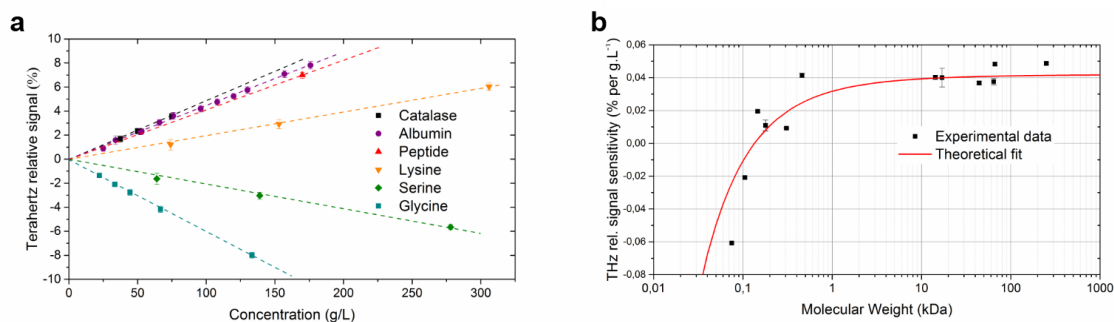 a
Terahertz relative signal (%)
10
8
6
4
2
0
-2
-4
-6
-8
-10
Catalase
Albumin
Peptide
Lysine
Serine
Glycine
0 50 100 150 200 250 300
Concentration (g/L)
b
THz rel. signal sensitivity (% per g.L⁻¹)
0,06
0,04
0,02
0,00
-0,02
-0,04
-0,06
-0,08
Experimental data
Theoretical fit
0,01 0,1 1 10 100 1000
Molecular Weight (kDa)